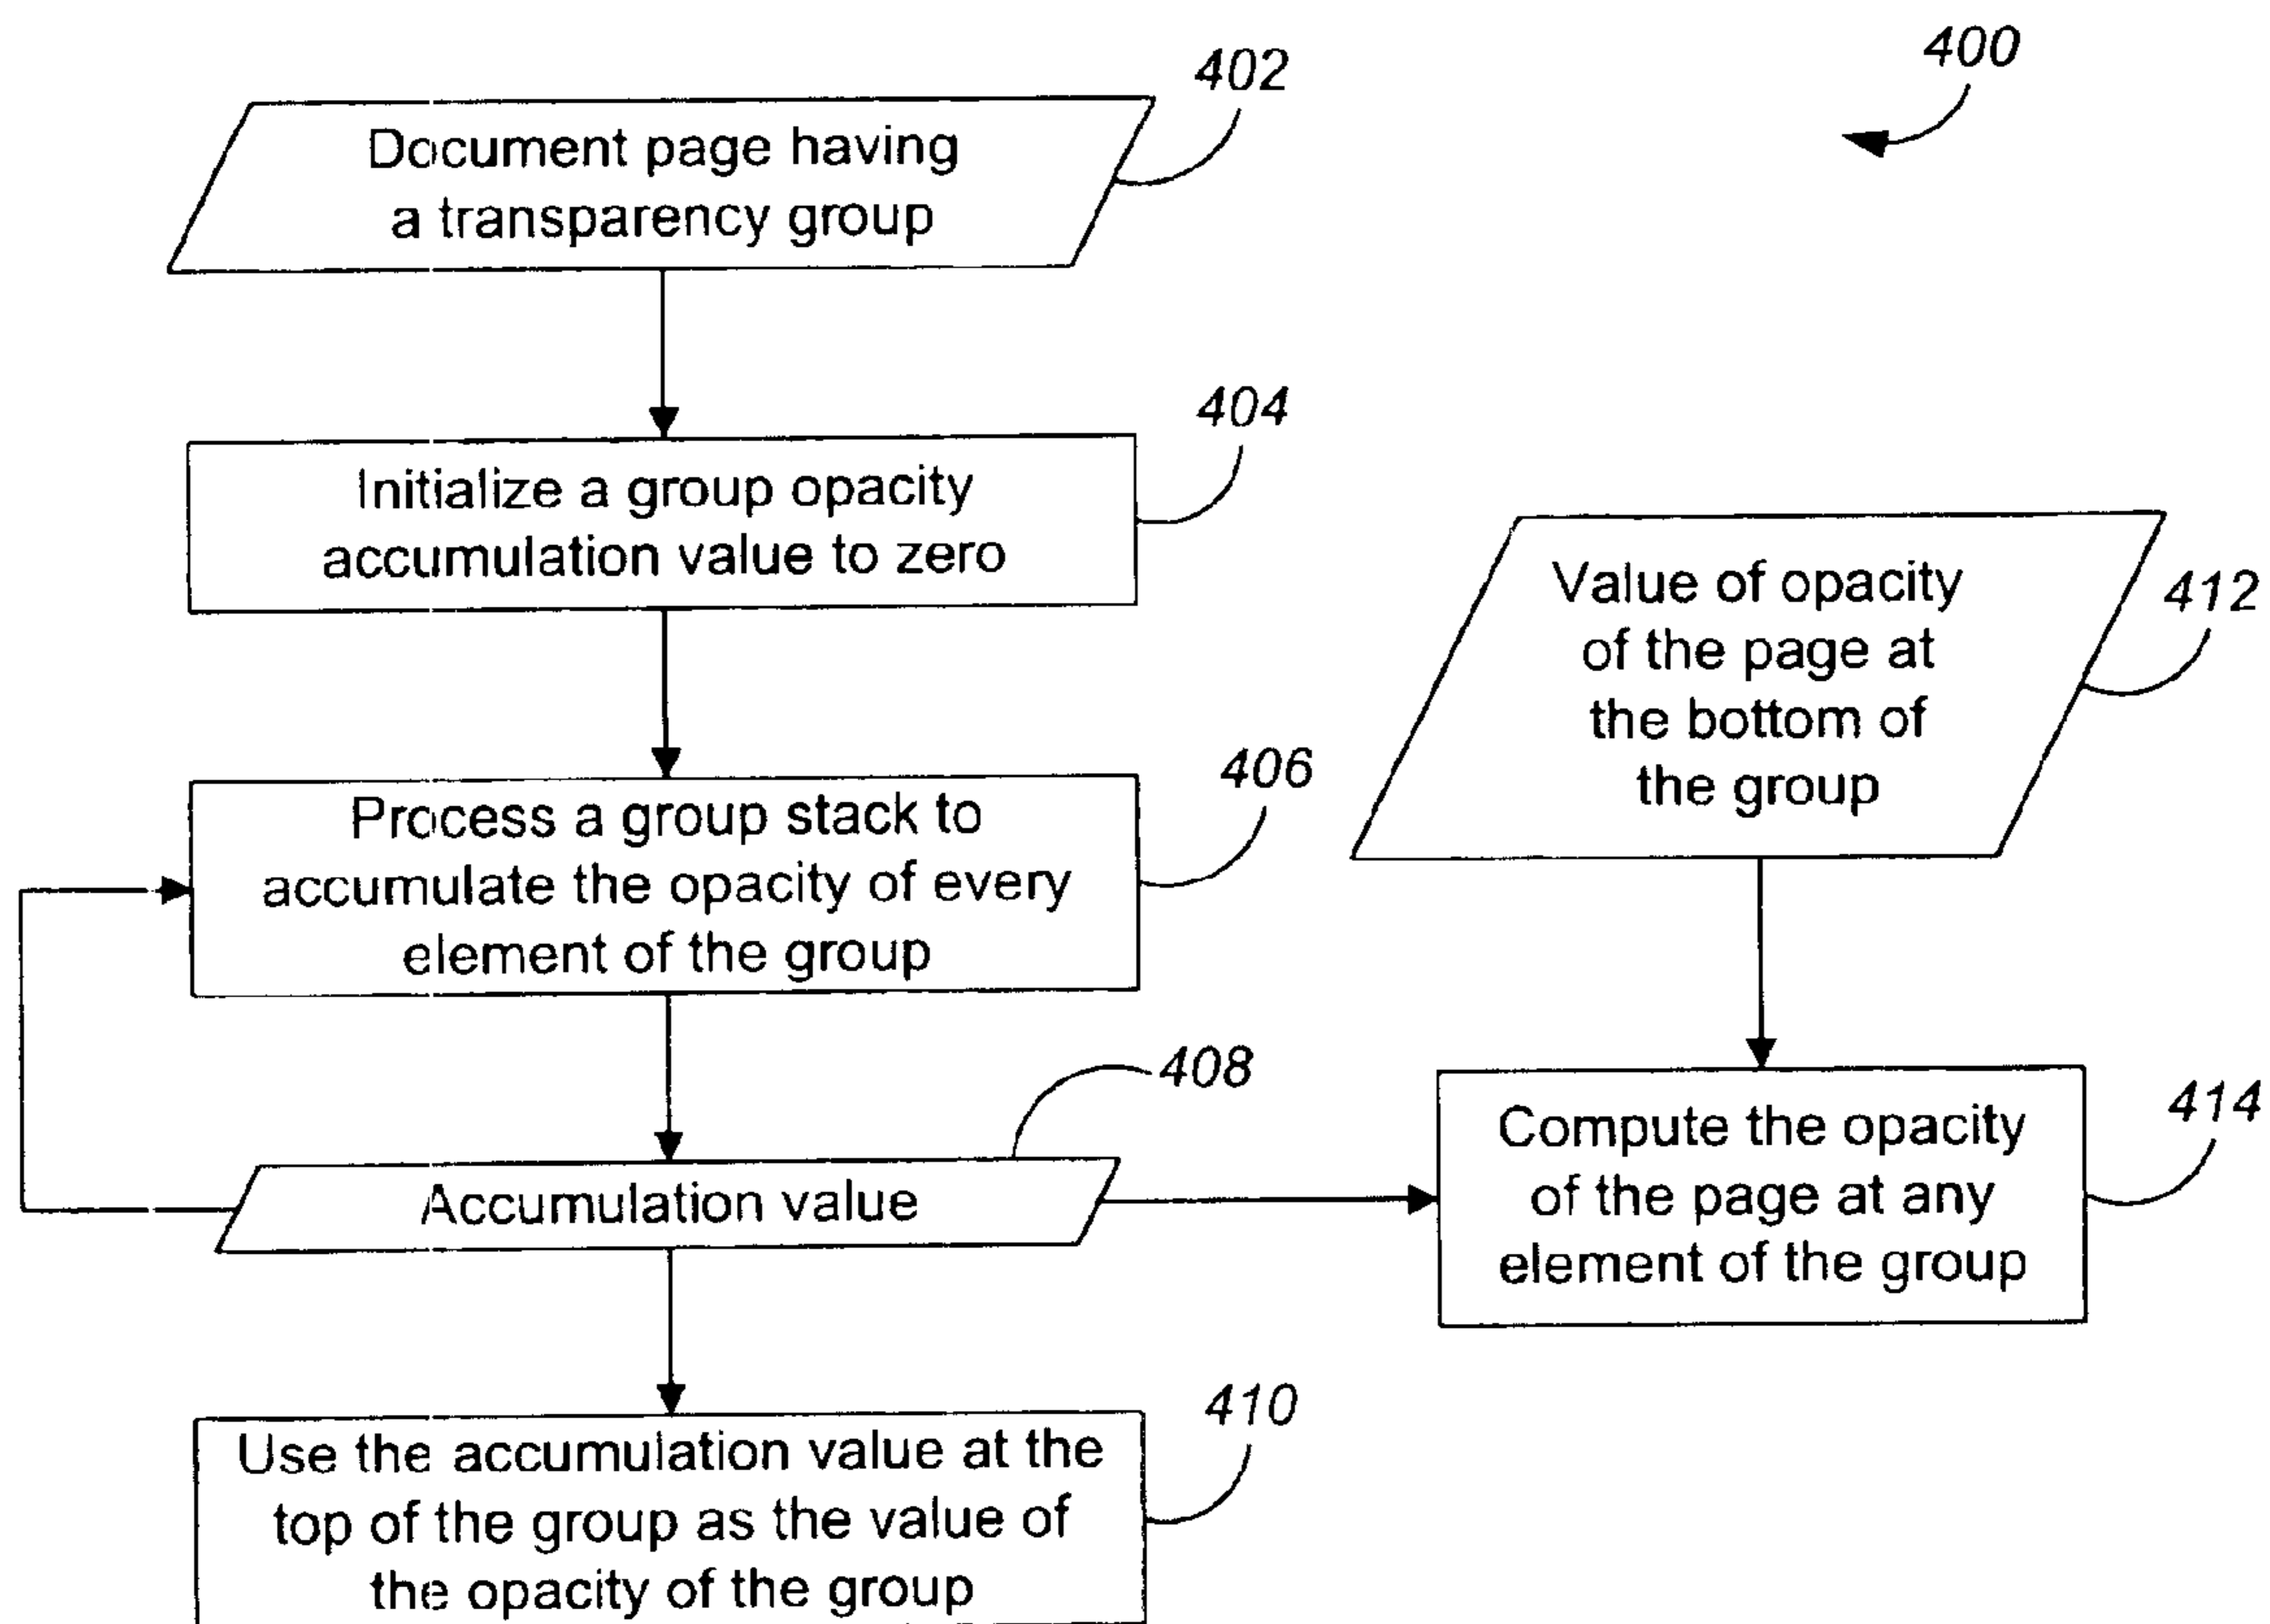 400
402
Document page having
a transparency group
404
Initialize a group opacity
accumulation value to zero
406
Process a group stack to
accumulate the opacity of every
element of the group
408
Accumulation value
410
Use the accumulation value at the
top of the group as the value of
the opacity of the group
412
Value of opacity
of the page at
the bottom of
the group
414
Compute the opacity
of the page at any
element of the group